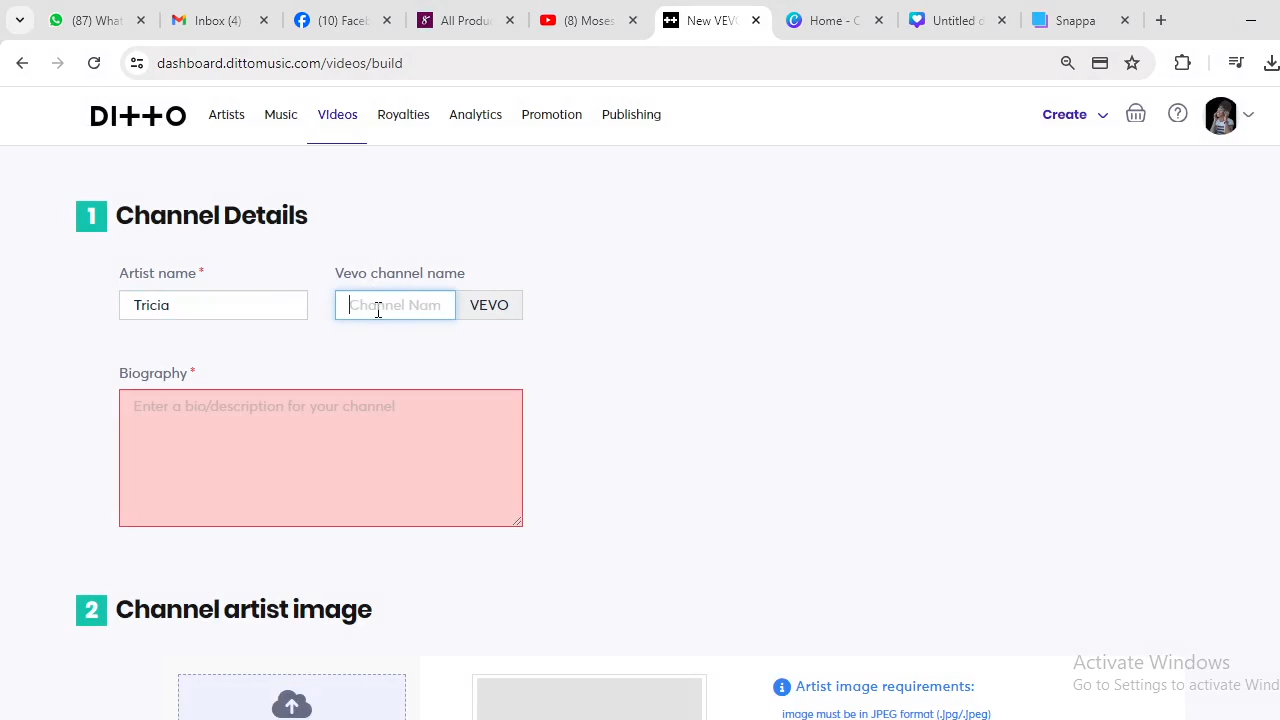 (87) What
Inbox (4)
(10) Face
All Produ
(8) Moses
New VEV
Home - C
Untitled d
Snappa
dashboard.dittomusic.com/videos/build
DITTO
Artists
Music
VIdeos
Royalties
Analytics
Promotion
Publishing
Create
1 Channel Details
Artist name *
Vevo channel name
Tricia
Channel Nam
VEVO
Biography *
Enter a bio/description for your channel
2 Channel artist image
Artist image requirements:
image must be in JPEG format (.jpg/.jpeg)
Activate Windows
Go to Settings to activate Wind